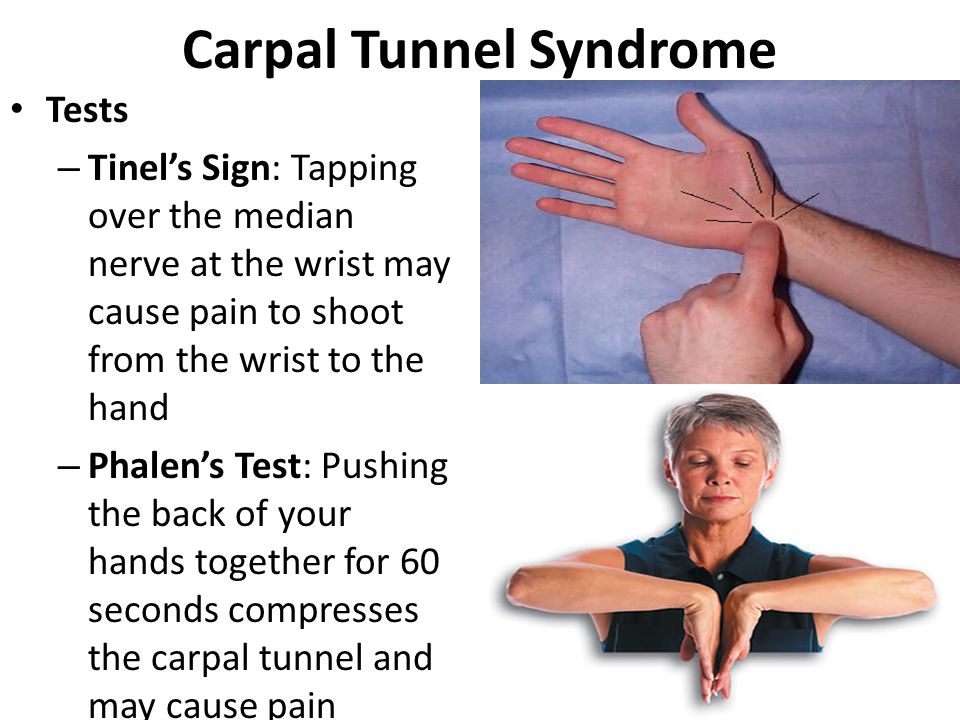 Carpal Tunnel Syndrome
• Tests
– Tinel’s Sign: Tapping
over the median
nerve at the wrist may
cause pain to shoot
from the wrist to the
hand
– Phalen’s Test: Pushing
the back of your
hands together for 60
seconds compresses
the carpal tunnel and
may cause pain